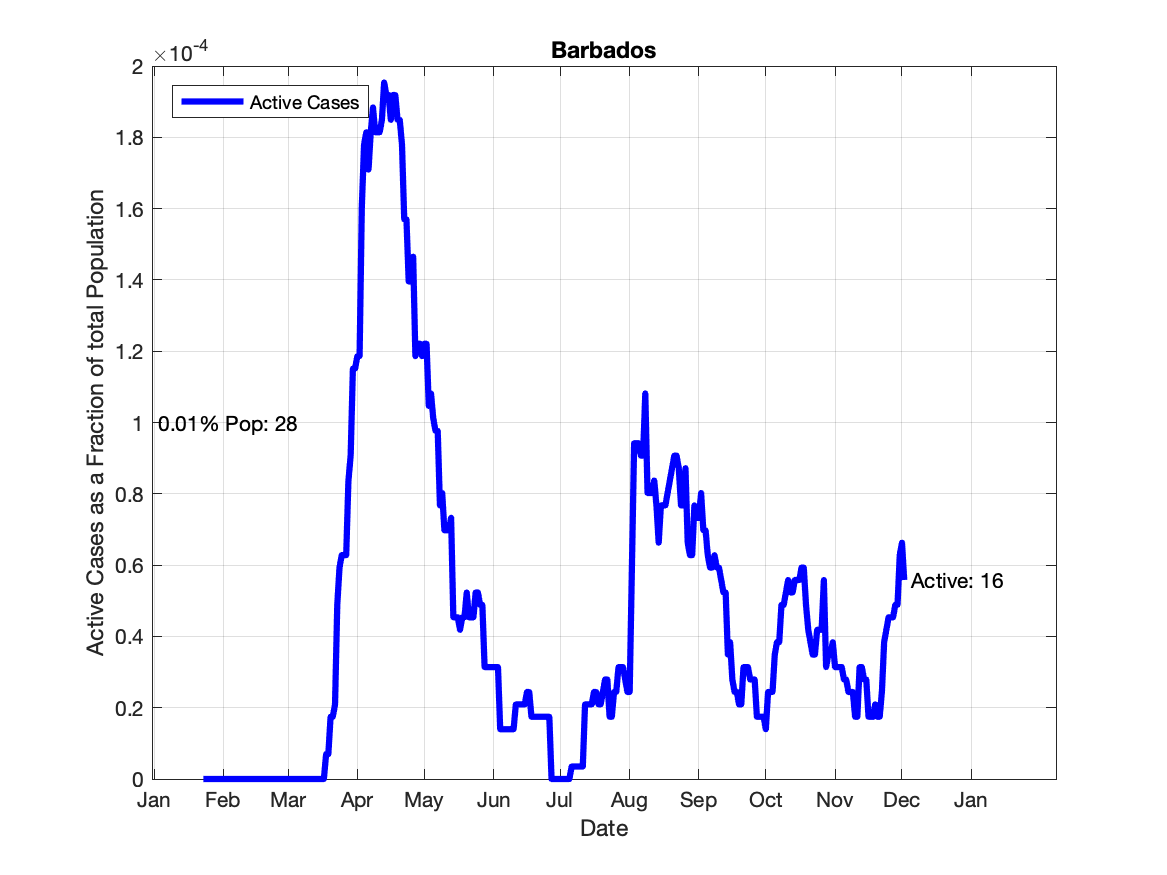 Barbados
×10^-4
Active Cases
2
1.8
1.6
1.4
1.2
1
0.8
0.6
0.4
0.2
0
0.01% Pop: 28
Active: 16
Active Cases as a Fraction of total Population
Jan Feb Mar Apr May Jun Jul Aug Sep Oct Nov Dec Jan
Date